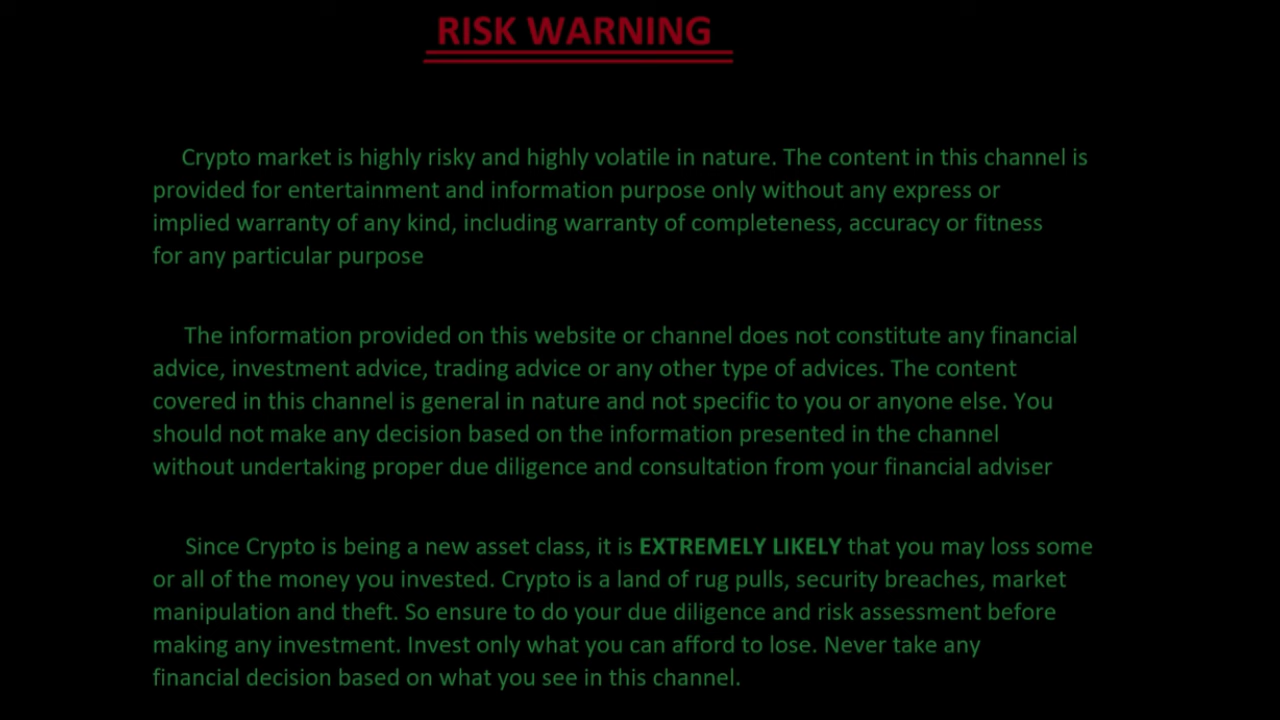 RISK WARNING
Crypto market is highly risky and highly volatile in nature. The content in this channel is
provided for entertainment and information purpose only without any express or
implied warranty of any kind, including warranty of completeness, accuracy or fitness
for any particular purpose
The information provided on this website or channel does not constitute any financial
advice, investment advice, trading advice or any other type of advices. The content
covered in this channel is general in nature and not specific to you or anyone else. You
should not make any decision based on the information presented in the channel
without undertaking proper due diligence and consultation from your financial adviser
Since Crypto is being a new asset class, it is EXTREMELY LIKELY that you may loss some
or all of the money you invested. Crypto is a land of rug pulls, security breaches, market
manipulation and theft. So ensure to do your due diligence and risk assessment before
making any investment. Invest only what you can afford to lose. Never take any
financial decision based on what you see in this channel.